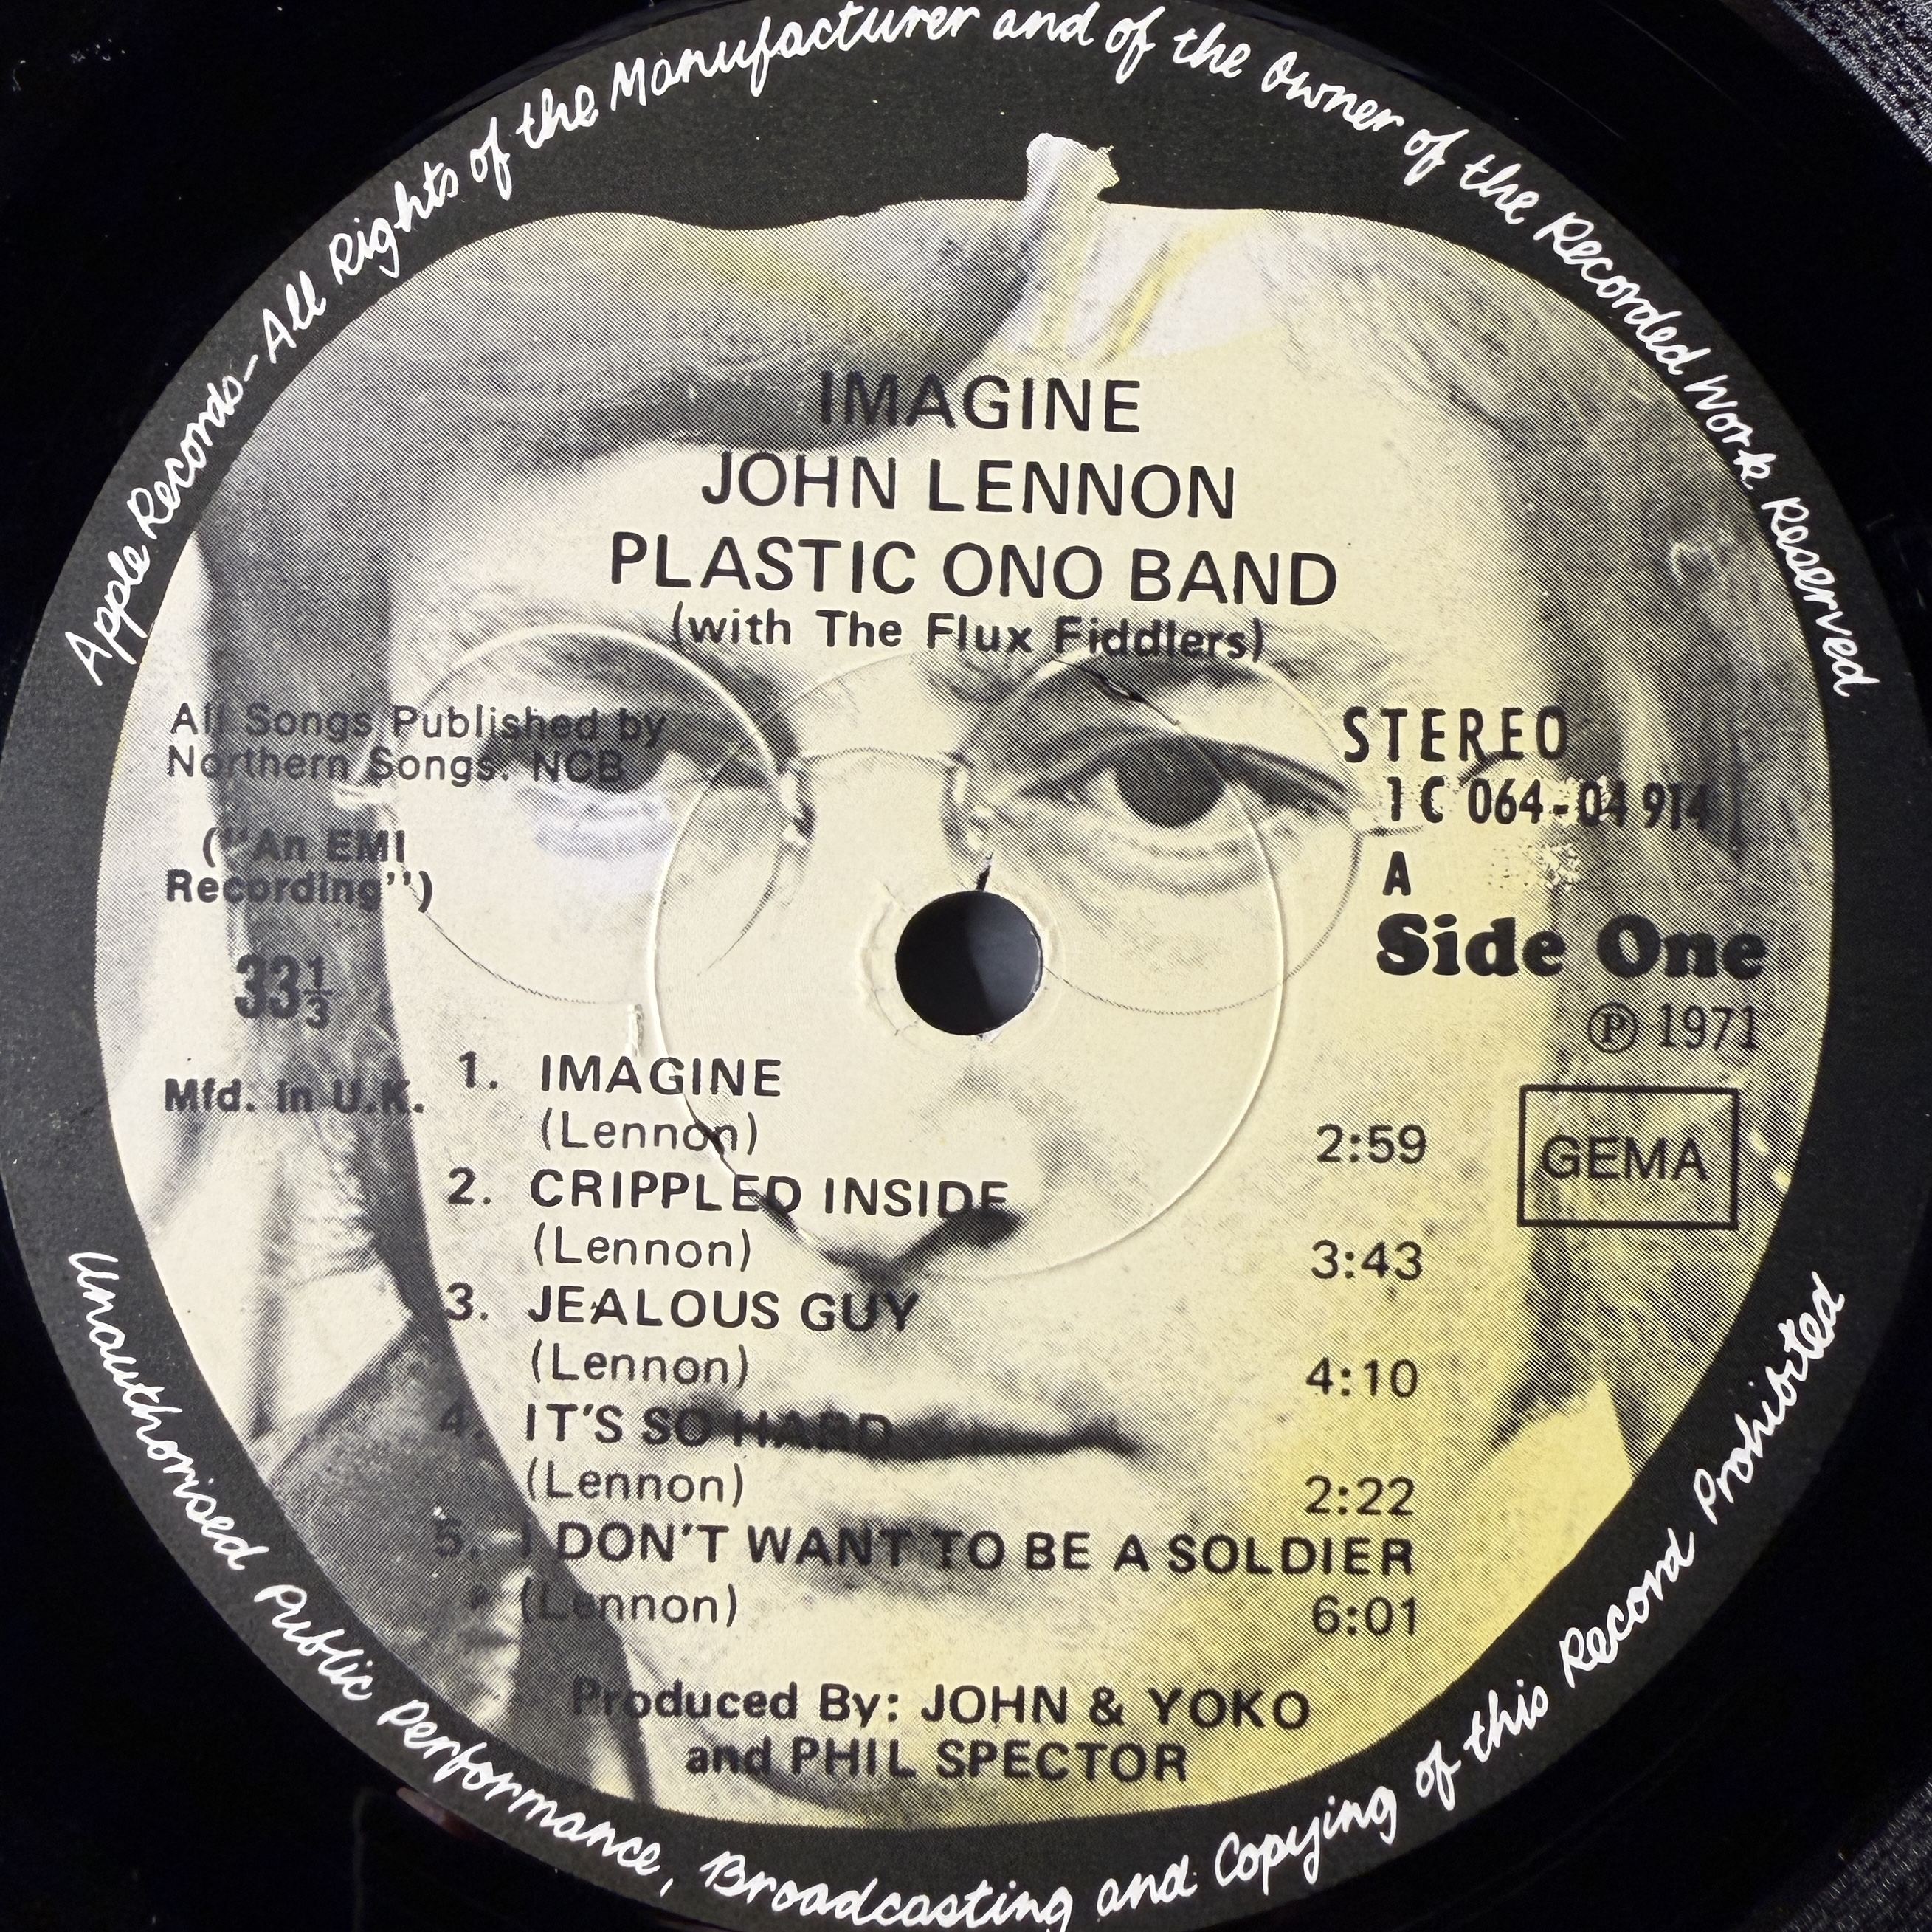 Apple Records–All Rights of the Manufacturer and of the Owner of the Recorded Work Reserved
IMAGINE
JOHN LENNON
PLASTIC ONO BAND
(with The Flux Fiddlers)
All Songs Published by
Northern Songs. NCB
(''An EMI
Recording'')
33⅓
Mfd. in U.K.
STEREO
1C 064-04 914
A
Side One
℗ 1971
GEMA
1. IMAGINE
(Lennon) 2:59
2. CRIPPLED INSIDE
(Lennon) 3:43
3. JEALOUS GUY
(Lennon) 4:10
4. IT'S SO HARD
(Lennon) 2:22
5. I DON'T WANT TO BE A SOLDIER
(Lennon) 6:01
Produced By: JOHN & YOKO
and PHIL SPECTOR
Unauthorised Public Performance, Broadcasting and Copying of this Record Prohibited